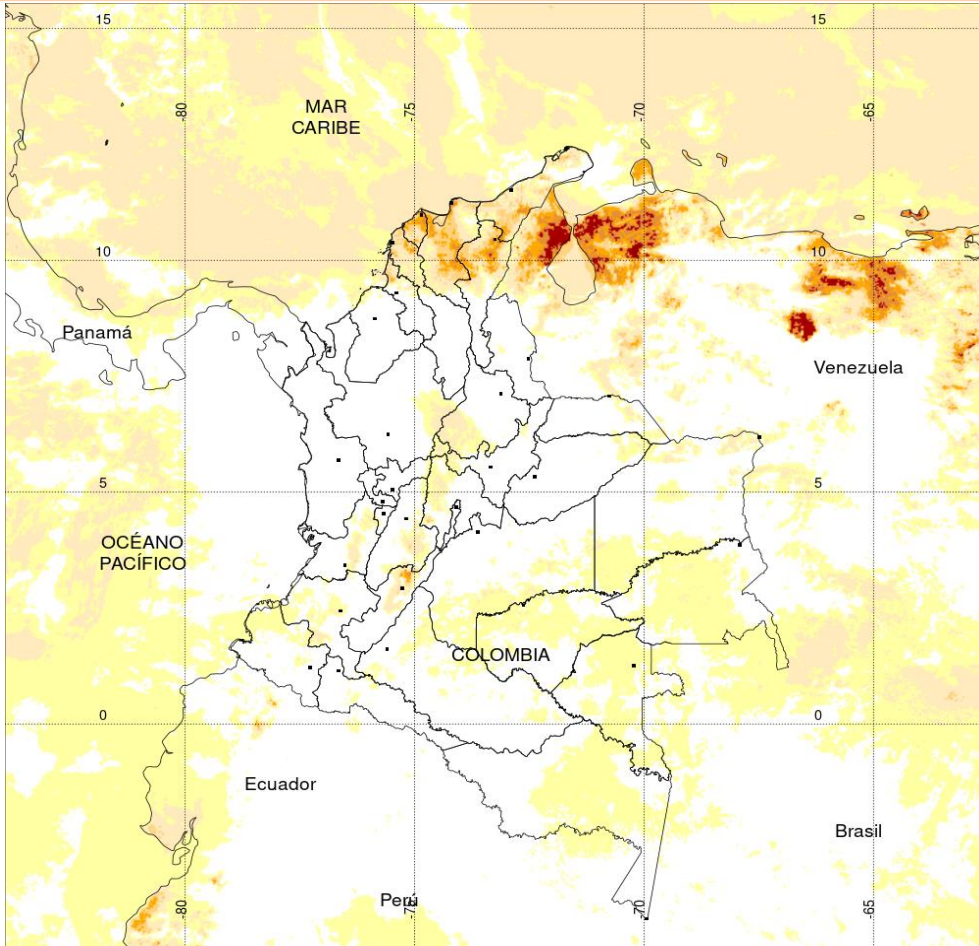 15
15
-80
-75
-70
-65
MAR
CARIBE
10
10
Panamá
Venezuela
5
5
OCÉANO
PACÍFICO
COLOMBIA
0
0
Ecuador
Brasil
Perú
-80
-75
-70
-65